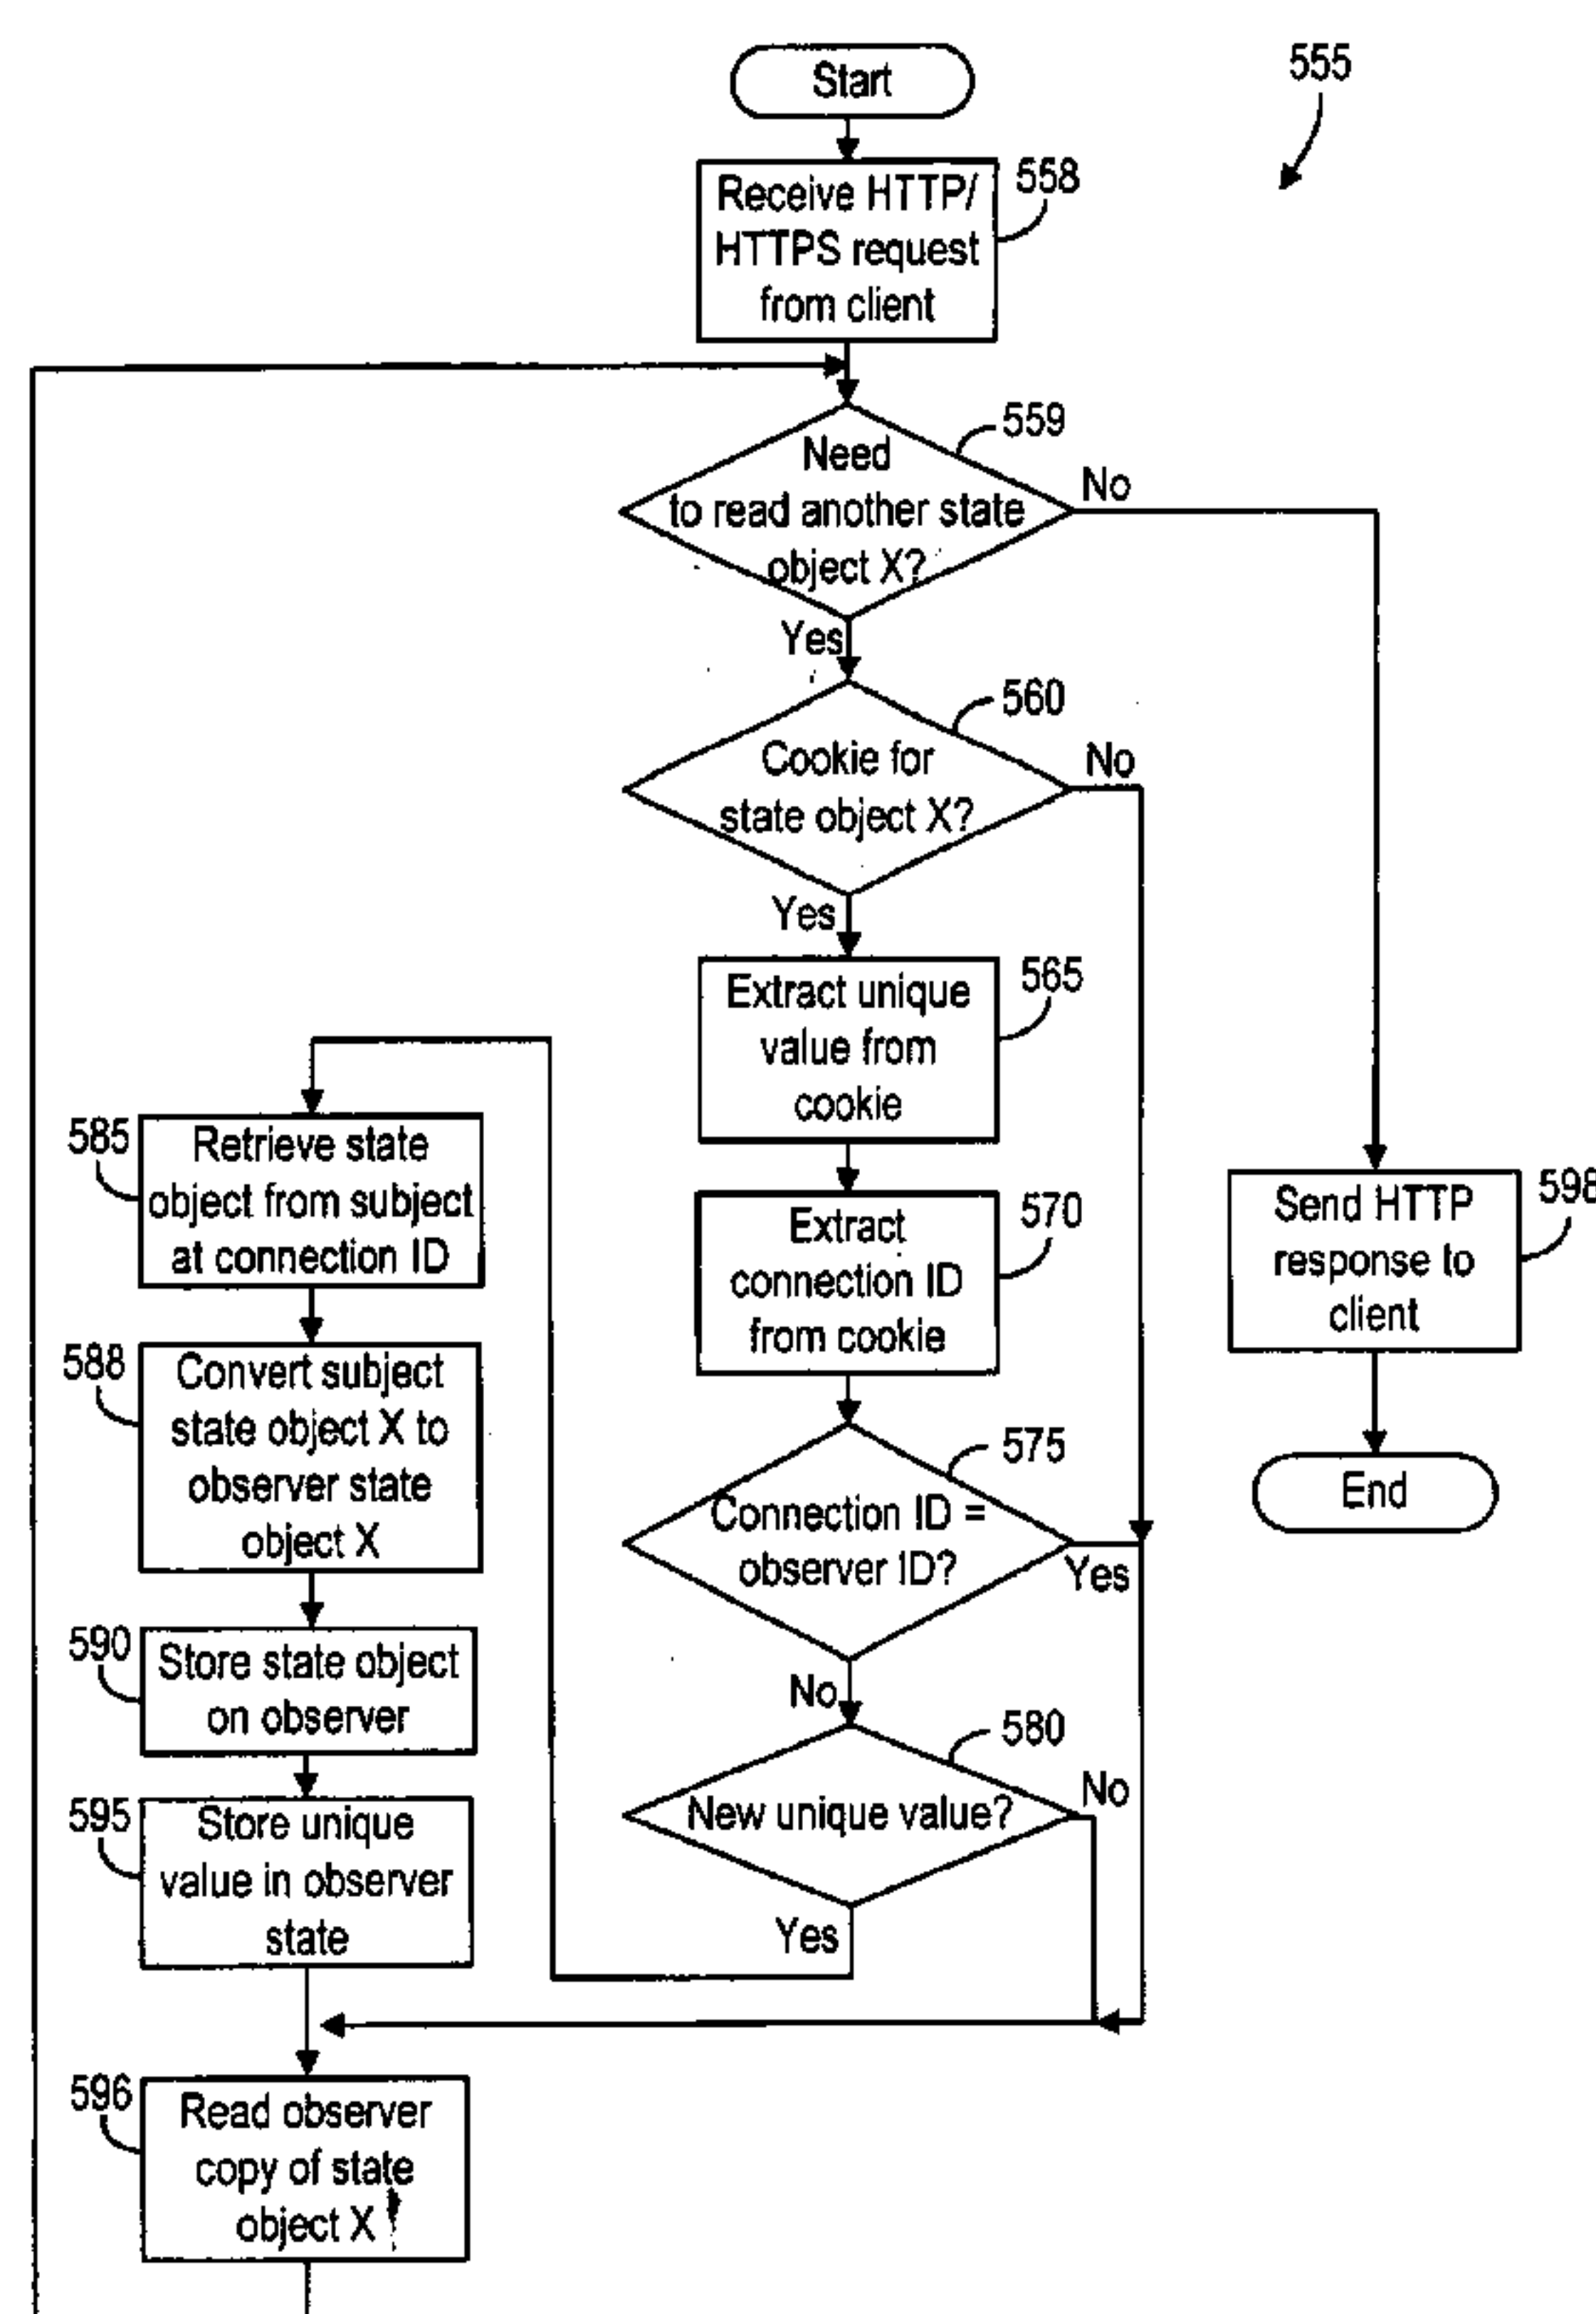 Start
555
Receive HTTP/
HTTPS request
from client
558
Need
to read another state
object X?
559
No
Yes
Cookie for
state object X?
560
No
Yes
Extract unique
value from
cookie
565
Extract
connection ID
from cookie
570
Connection ID =
observer ID?
575
Yes
No
New unique value?
580
No
Yes
585
Retrieve state
object from subject
at connection ID
588
Convert subject
state object X to
observer state
object X
590
Store state object
on observer
595
Store unique
value in observer
state
596
Read observer
copy of state
object X
Send HTTP
response to
client
598
End